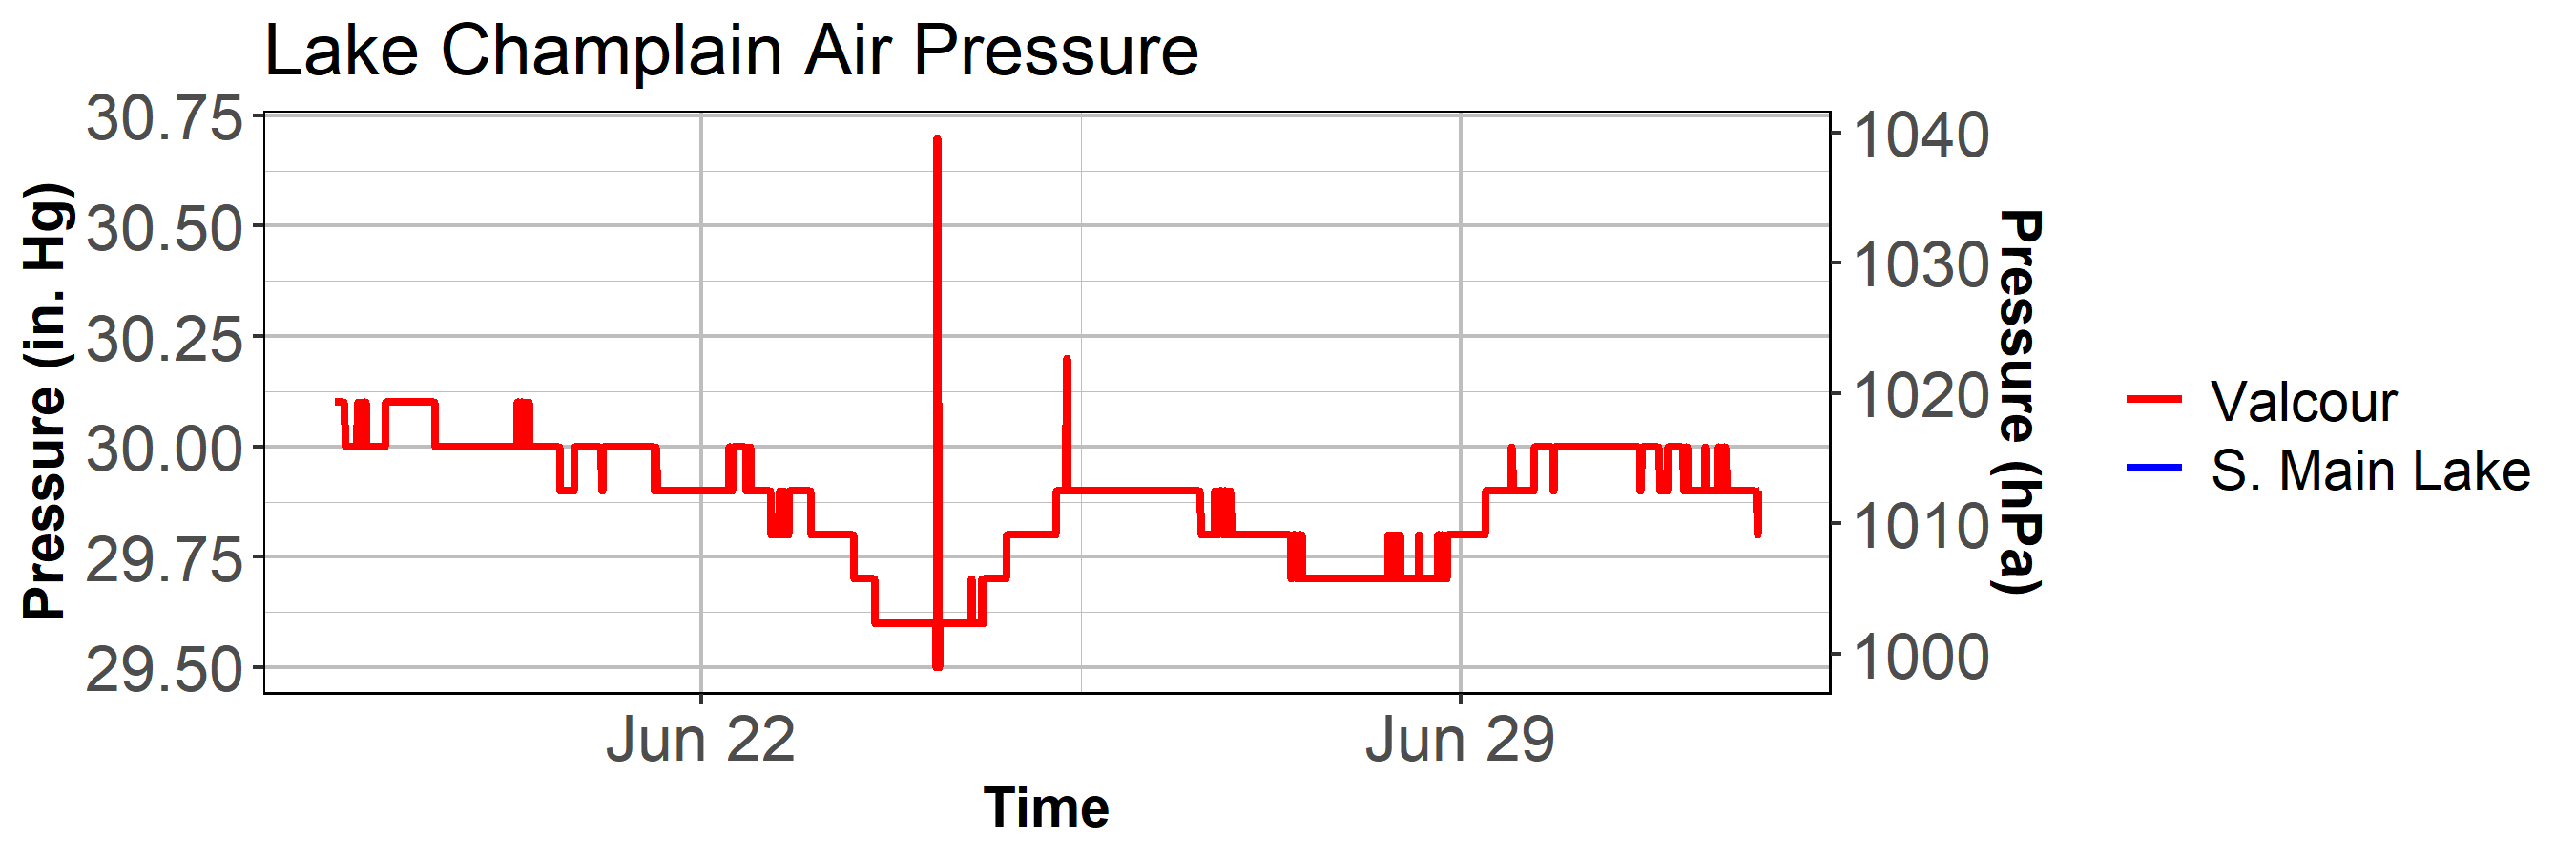 Lake Champlain Air Pressure
Pressure (in. Hg)
30.75
30.50
30.25
30.00
29.75
29.50
1040
1030
1020
1010
1000
Pressure (hPa)
Jun 22
Jun 29
Time
Valcour
S. Main Lake